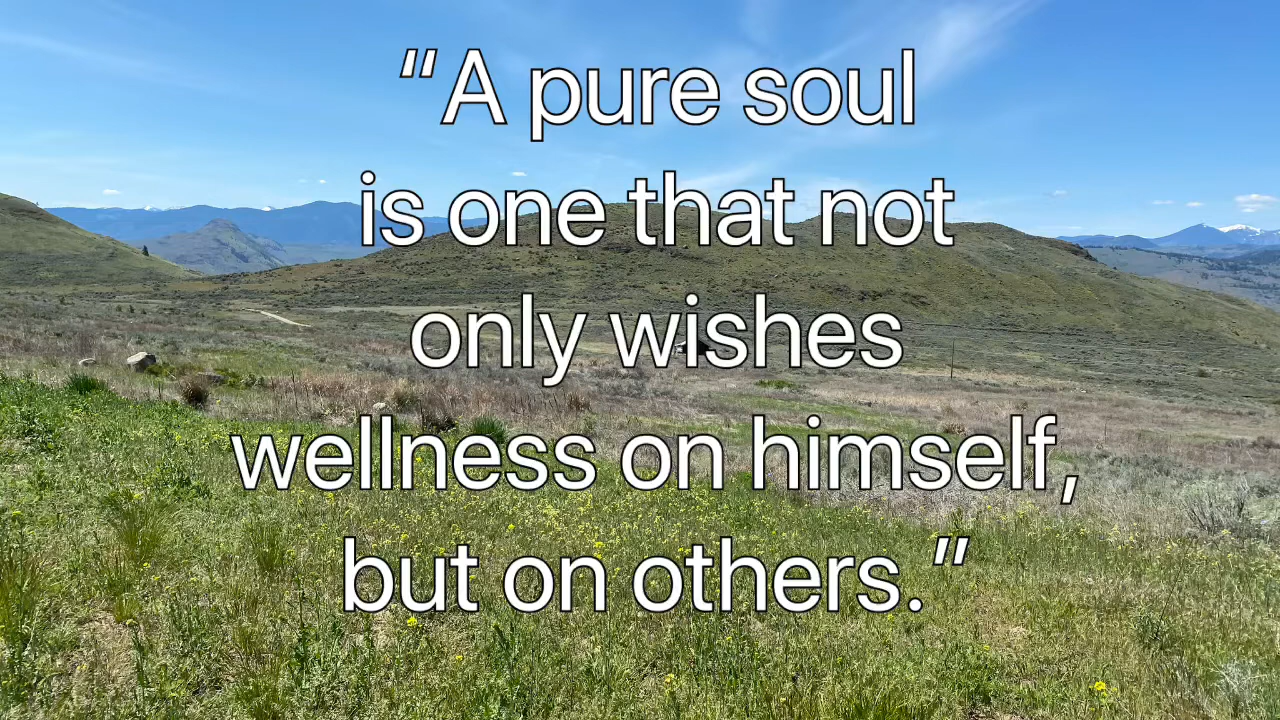 “A pure soul
is one that not
only wishes
wellness on himself,
but on others.”